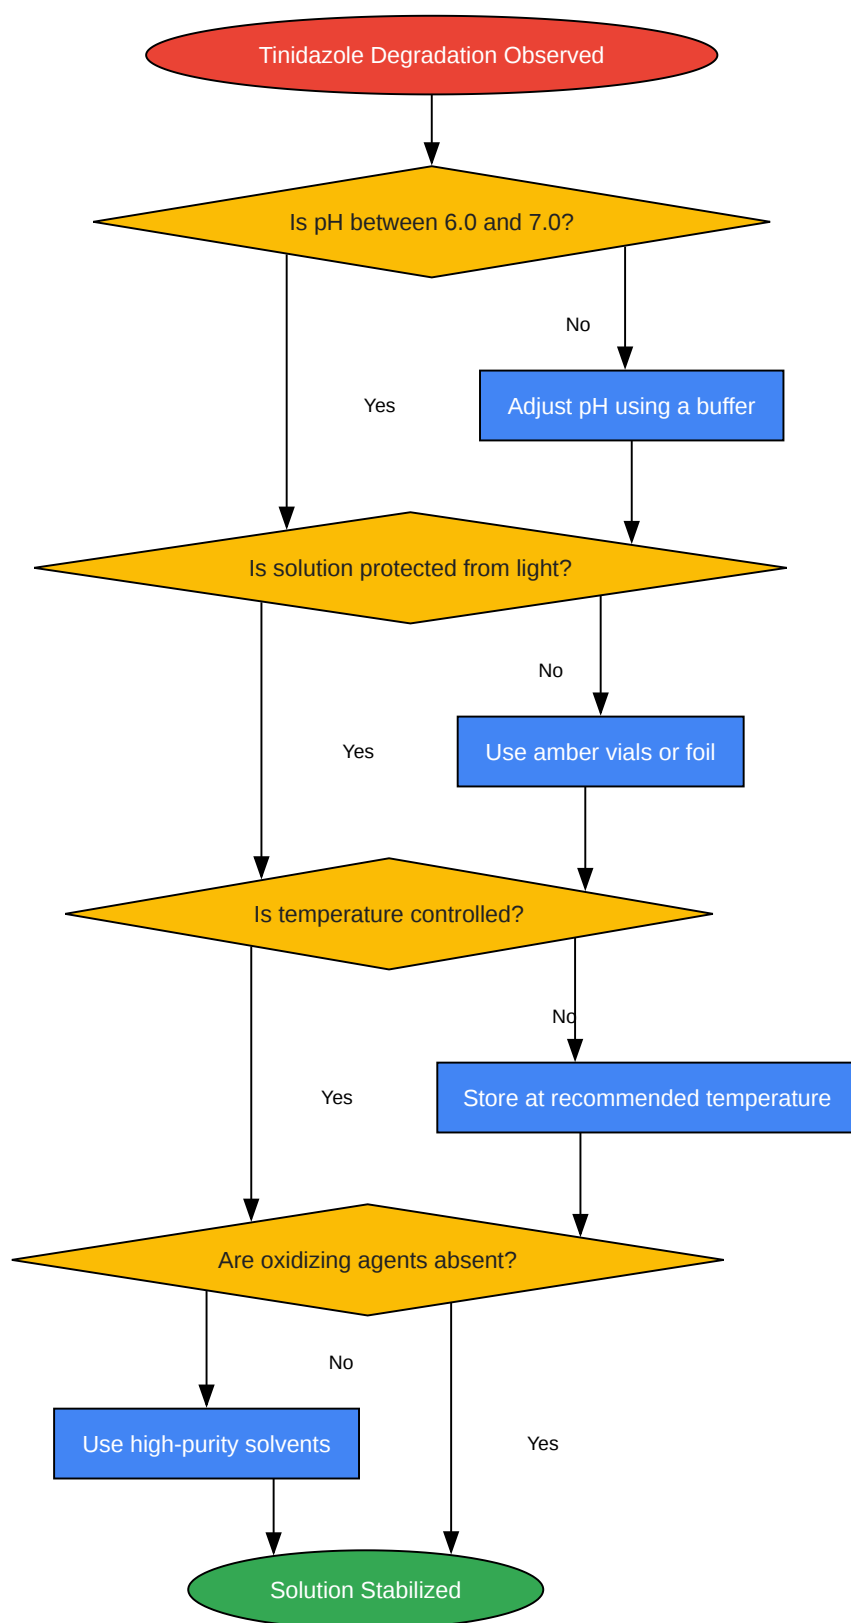 Tinidazole Degradation Observed
Is pH between 6.0 and 7.0?
No
Yes
Adjust pH using a buffer
Is solution protected from light?
No
Yes
Use amber vials or foil
Is temperature controlled?
No
Yes
Store at recommended temperature
Are oxidizing agents absent?
No
Use high-purity solvents
Yes
Solution Stabilized